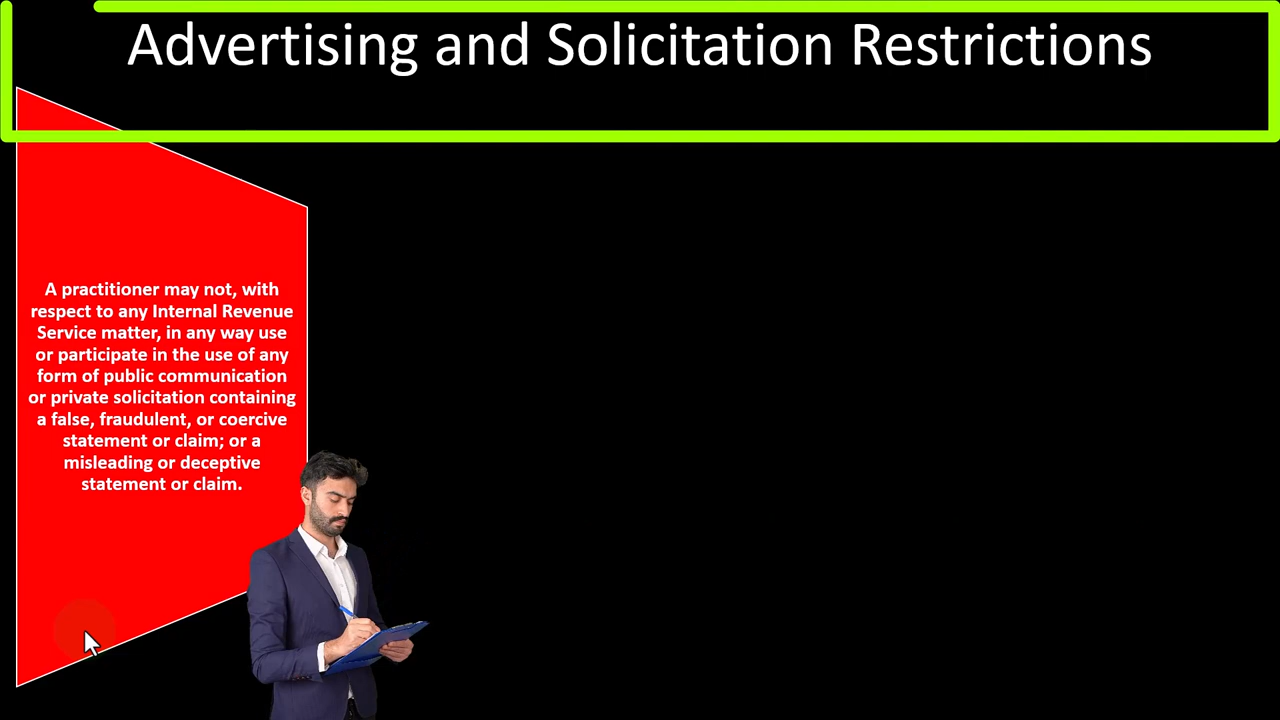 Advertising and Solicitation Restrictions
A practitioner may not, with
respect to any Internal Revenue
Service matter, in any way use
or participate in the use of any
form of public communication
or private solicitation containing
a false, fraudulent, or coercive
statement or claim; or a
misleading or deceptive
statement or claim.